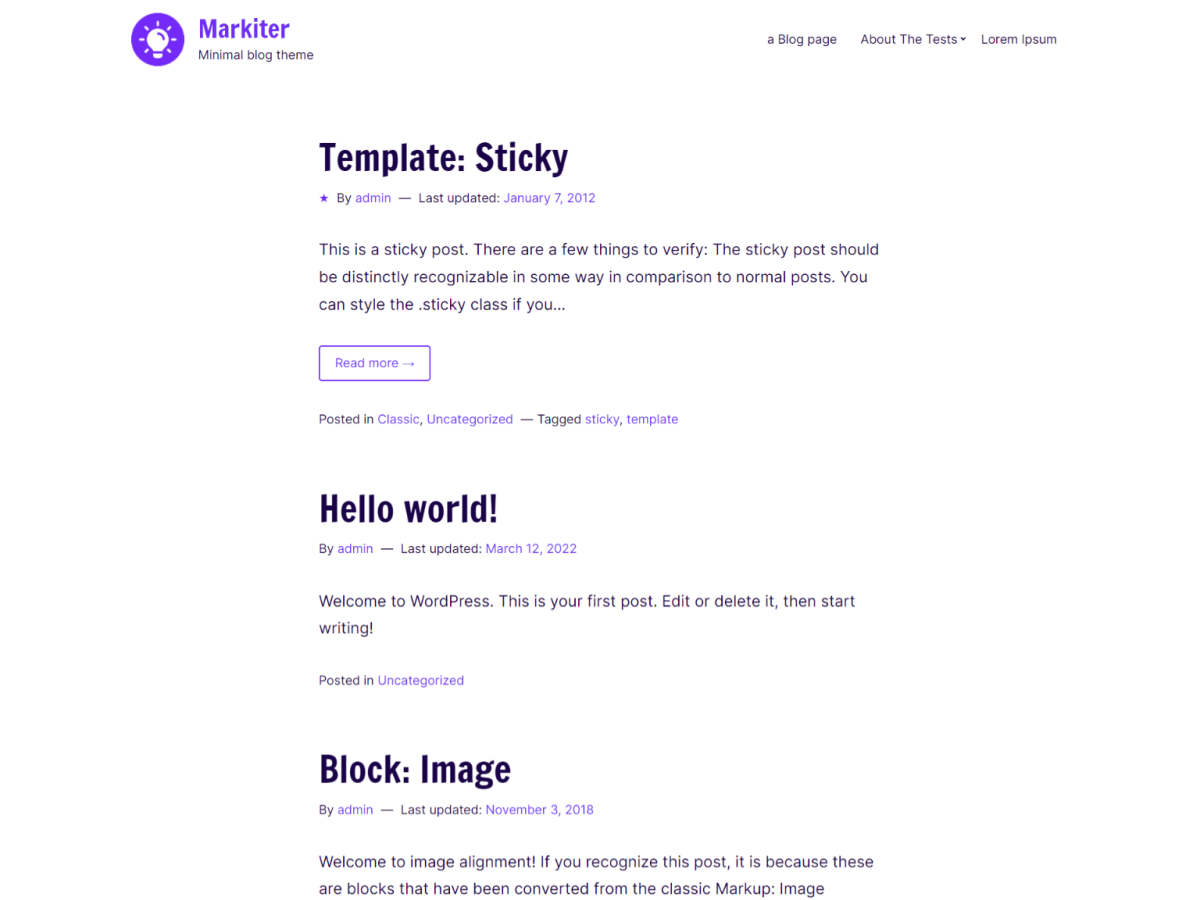 Markiter
Minimal blog theme
a Blog page
About The Tests
Lorem Ipsum
Template: Sticky
★ By admin — Last updated: January 7, 2012
This is a sticky post. There are a few things to verify: The sticky post should
be distinctly recognizable in some way in comparison to normal posts. You
can style the .sticky class if you…
Read more →
Posted in Classic, Uncategorized — Tagged sticky, template
Hello world!
By admin — Last updated: March 12, 2022
Welcome to WordPress. This is your first post. Edit or delete it, then start
writing!
Posted in Uncategorized
Block: Image
By admin — Last updated: November 3, 2018
Welcome to image alignment! If you recognize this post, it is because these
are blocks that have been converted from the classic Markup: Image